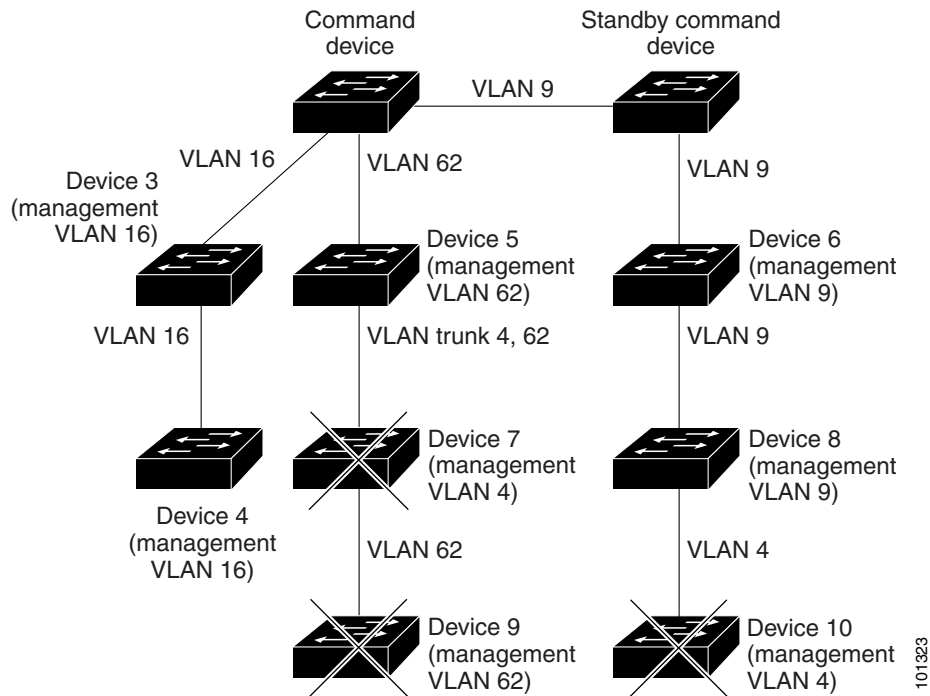 Command
device
Standby command
device
VLAN 9
VLAN 16
VLAN 62
VLAN 9
Device 3
(management
VLAN 16)
Device 5
(management
VLAN 62)
Device 6
(management
VLAN 9)
VLAN 16
VLAN trunk 4, 62
VLAN 9
Device 4
(management
VLAN 16)
Device 7
(management
VLAN 4)
Device 8
(management
VLAN 9)
VLAN 62
VLAN 4
Device 9
(management
VLAN 62)
Device 10
(management
VLAN 4)
101323